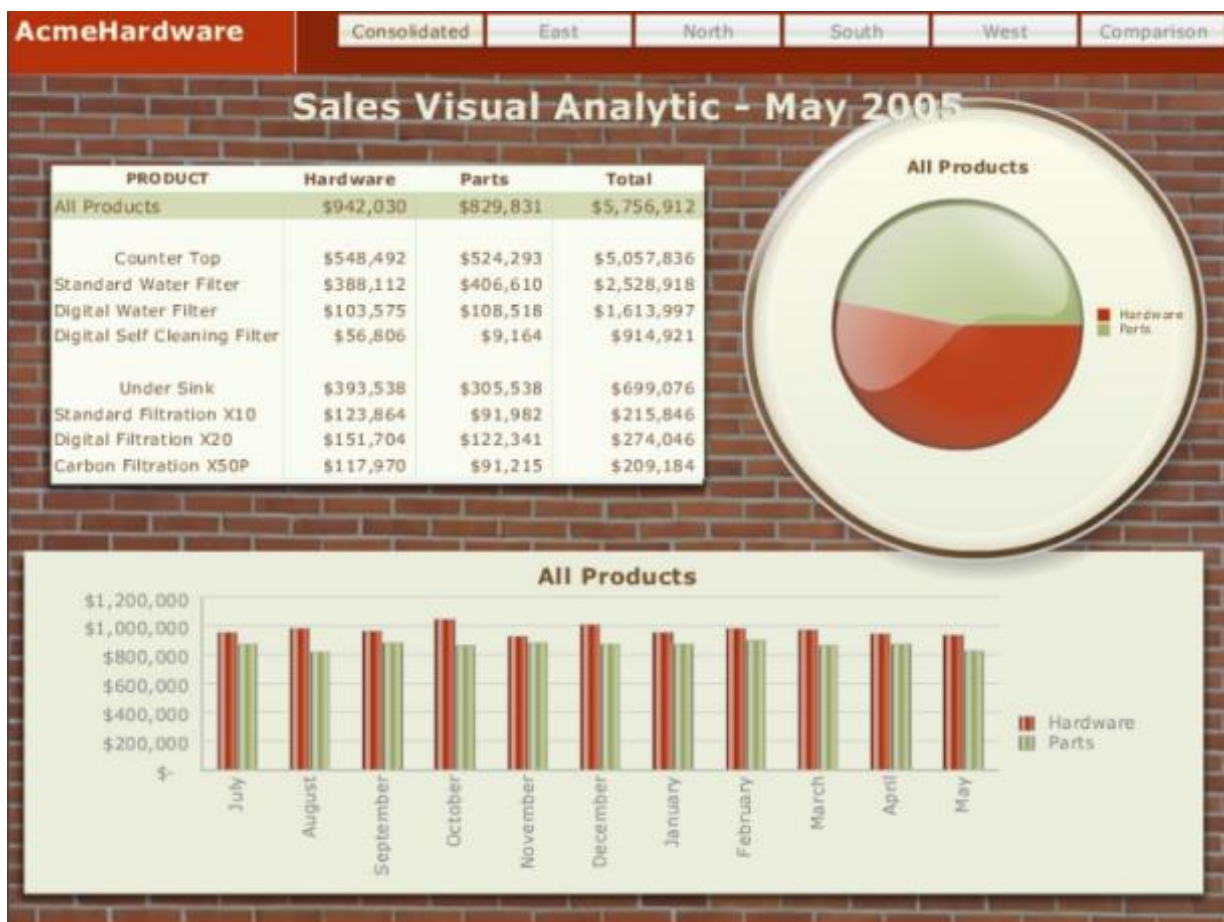 AcmeHardware Consolidated East North South West Comparison
Sales Visual Analytic - May 2005
PRODUCT Hardware Parts Total
All Products $942,030 $829,831 $5,756,912
Counter Top $548,492 $524,293 $5,057,836
Standard Water Filter $388,112 $406,610 $2,528,918
Digital Water Filter $103,575 $108,518 $1,613,997
Digital Self Cleaning Filter $56,806 $9,164 $914,921
Under Sink $393,538 $305,538 $699,076
Standard Filtration X10 $123,864 $91,982 $215,846
Digital Filtration X20 $151,704 $122,341 $274,046
Carbon Filtration X50P $117,970 $91,215 $209,184
All Products
Hardware
Parts
All Products
$1,200,000
$1,000,000
$800,000
$600,000
$400,000
$200,000
$-
July August September October November December January February March April May
Hardware
Parts